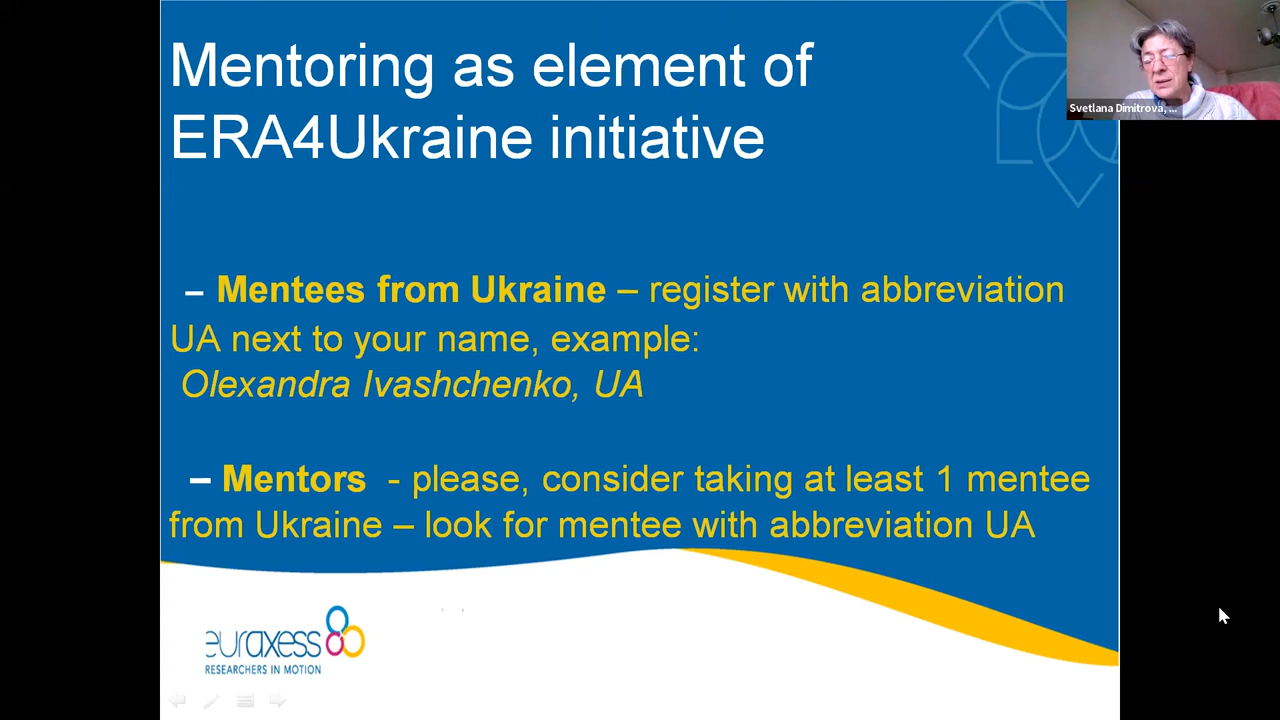 Mentoring as element of
ERA4Ukraine initiative
– Mentees from Ukraine – register with abbreviation
UA next to your name, example:
Olexandra Ivashchenko, UA
– Mentors - please, consider taking at least 1 mentee
from Ukraine – look for mentee with abbreviation UA
euraxess
RESEARCHERS IN MOTION
Svetlana Dimitrova, ...